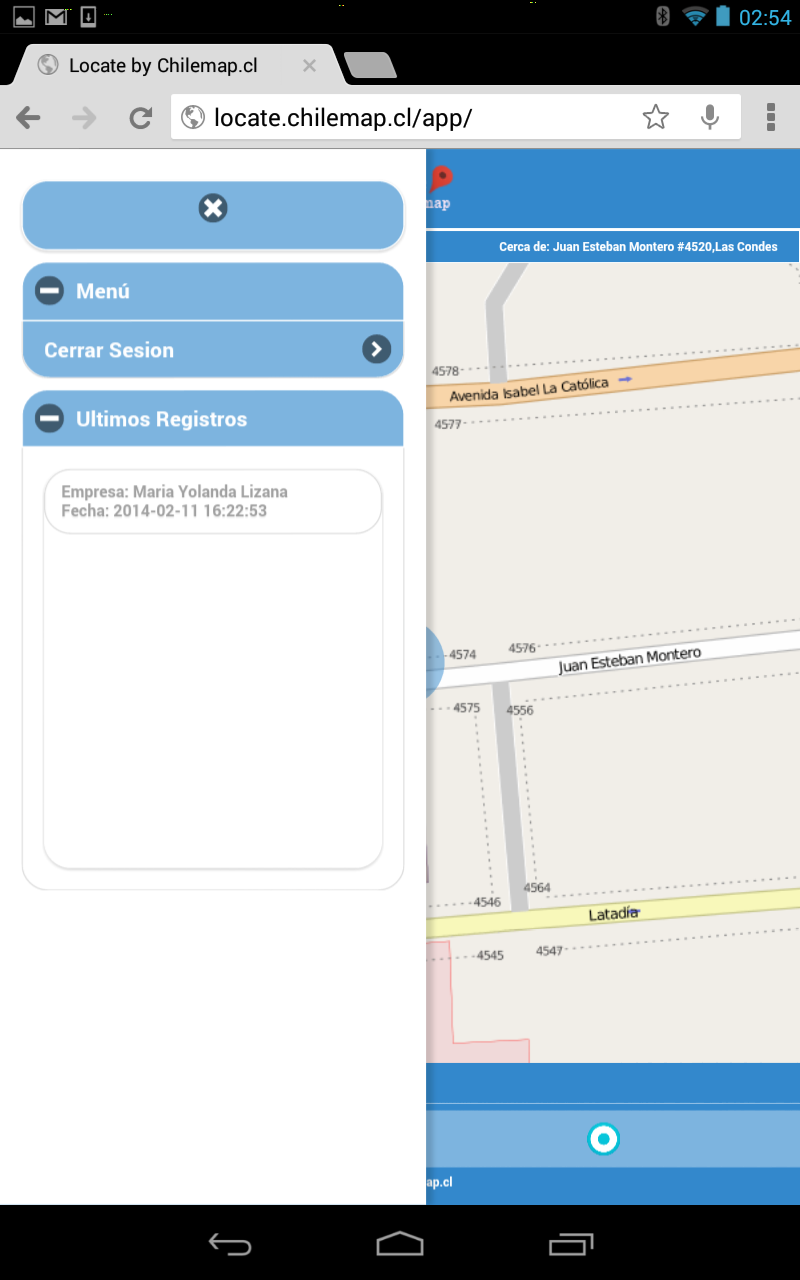 02:54
Locate by Chilemap.cl
locate.chilemap.cl/app/
map
Cerca de: Juan Esteban Montero #4520,Las Condes
Menú
Cerrar Sesion
Ultimos Registros
Empresa: Maria Yolanda Lizana
Fecha: 2014-02-11 16:22:53
4578
Avenida Isabel La Católica
4577
4574
4576
Juan Esteban Montero
4575
4556
4564
4546
Latadía
4547
4545
ap.cl